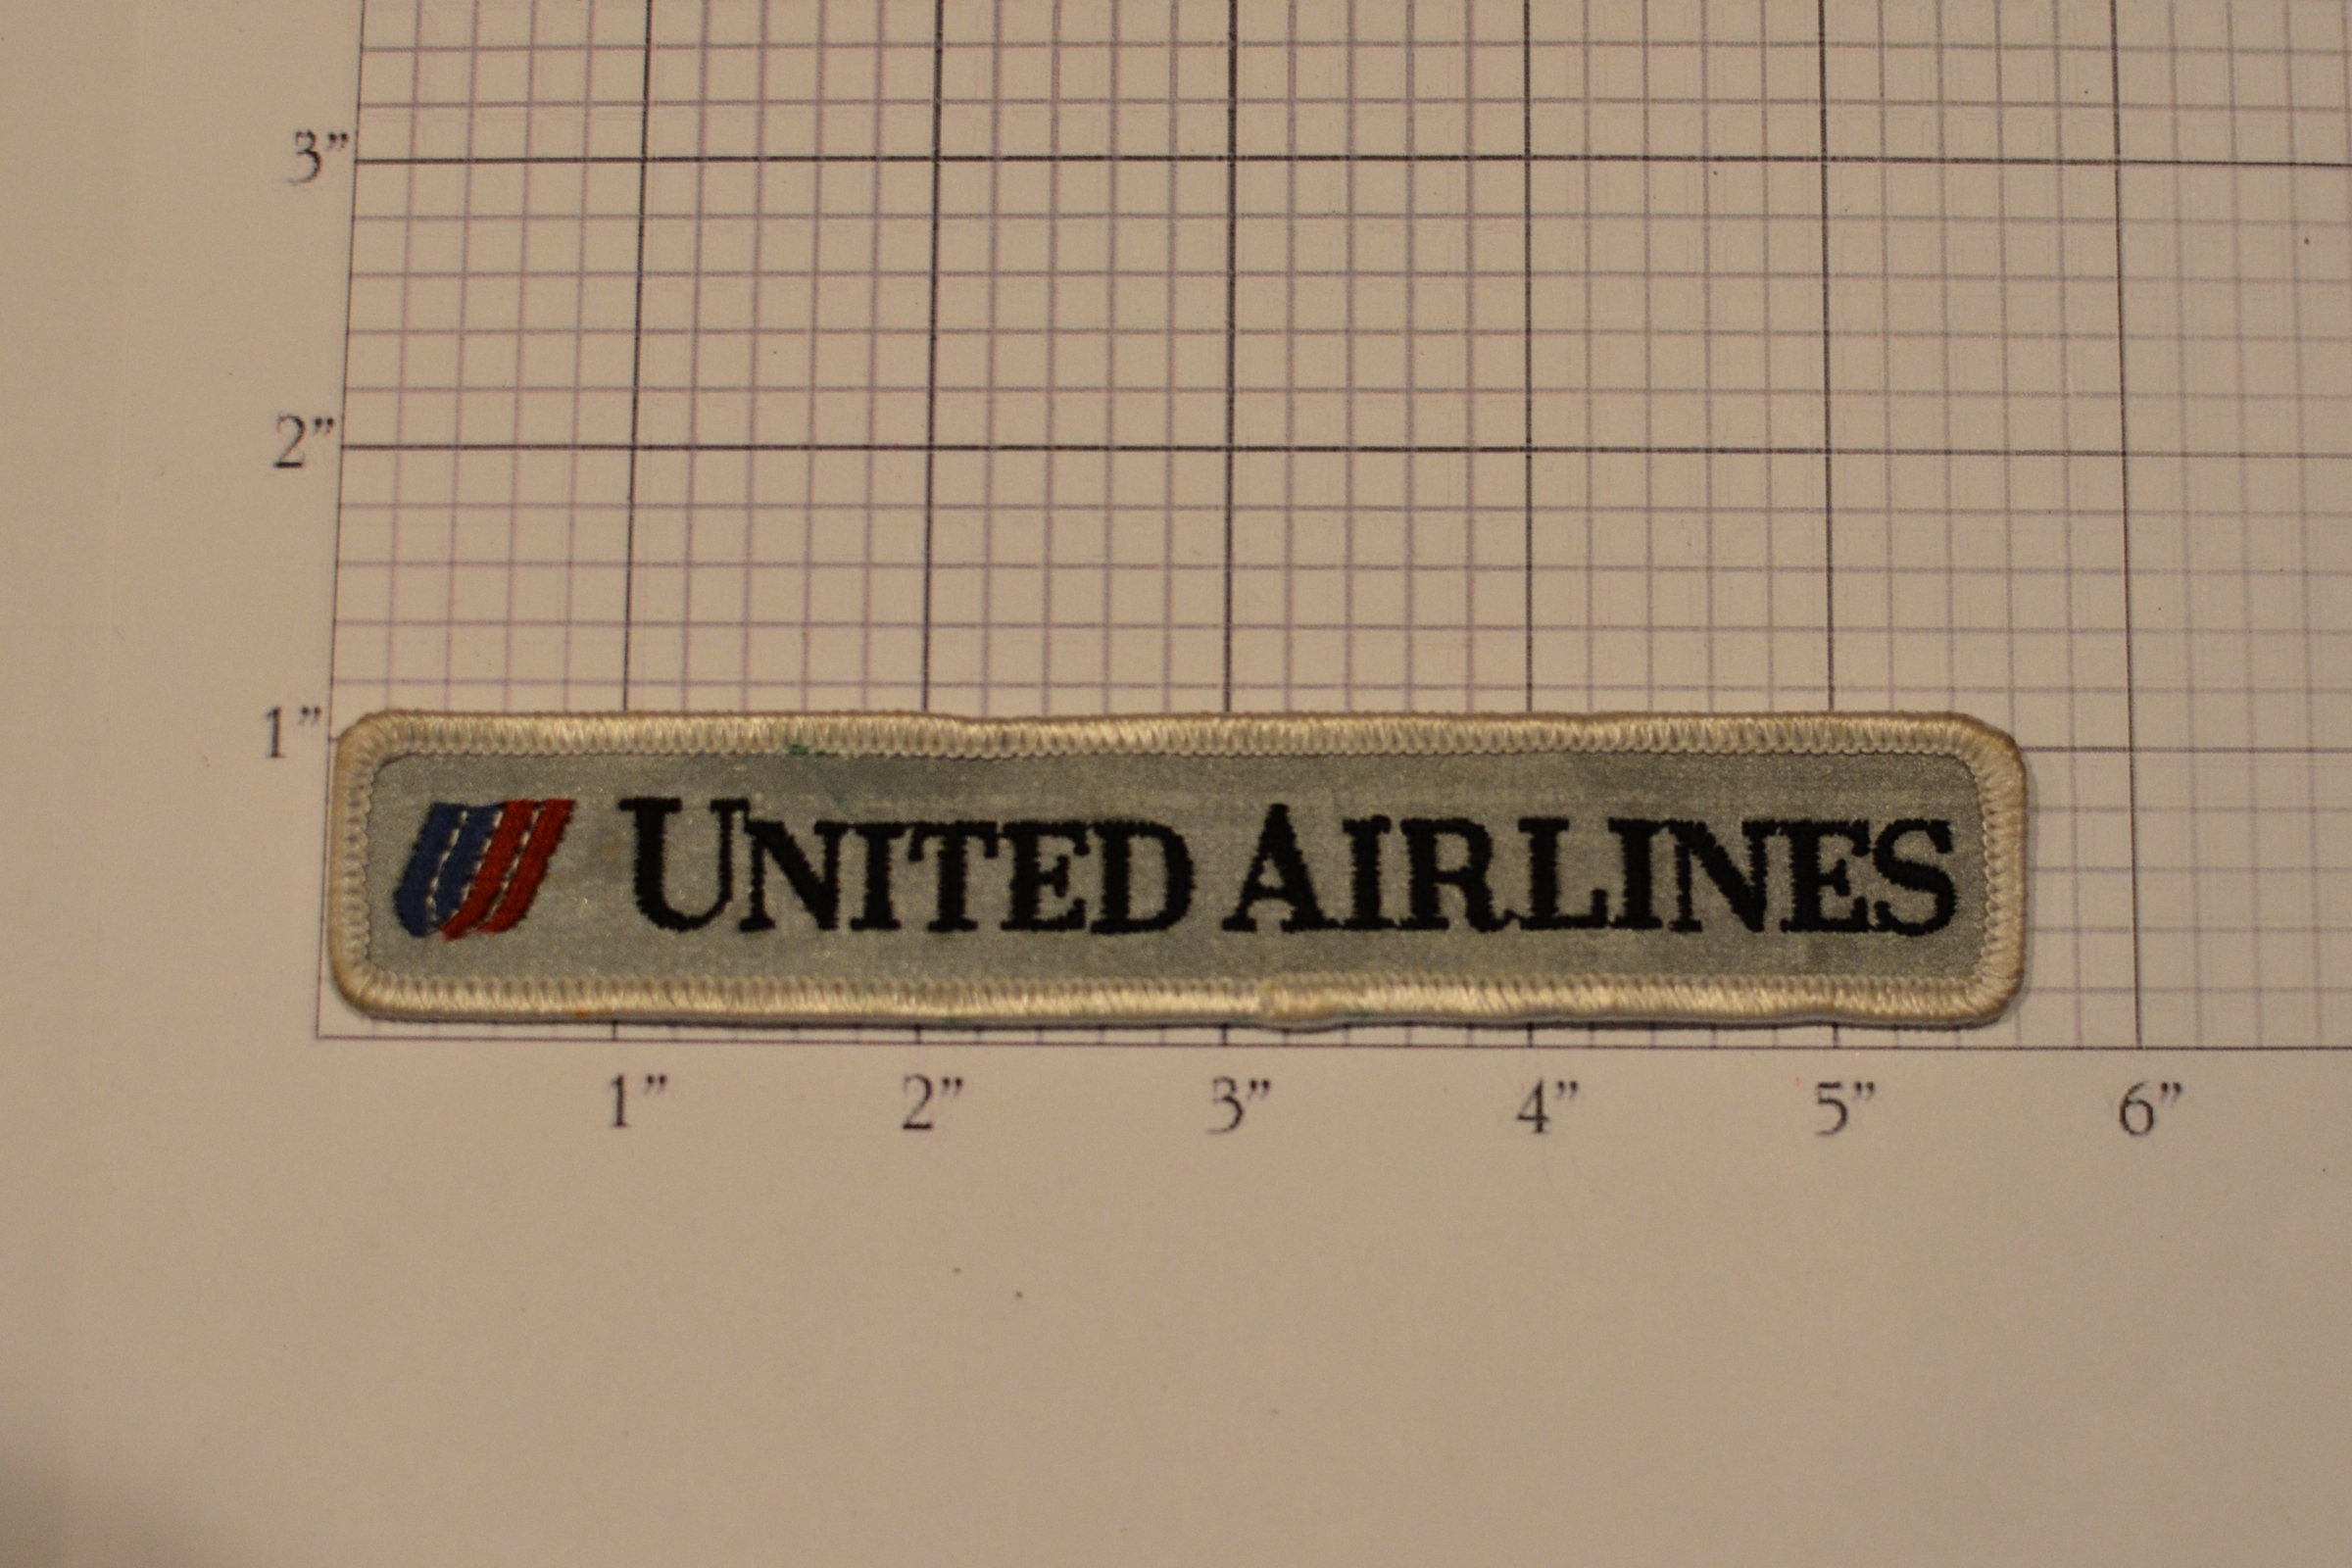 3”
2”
1”
UNITED AIRLINES
1” 2” 3” 4” 5” 6”